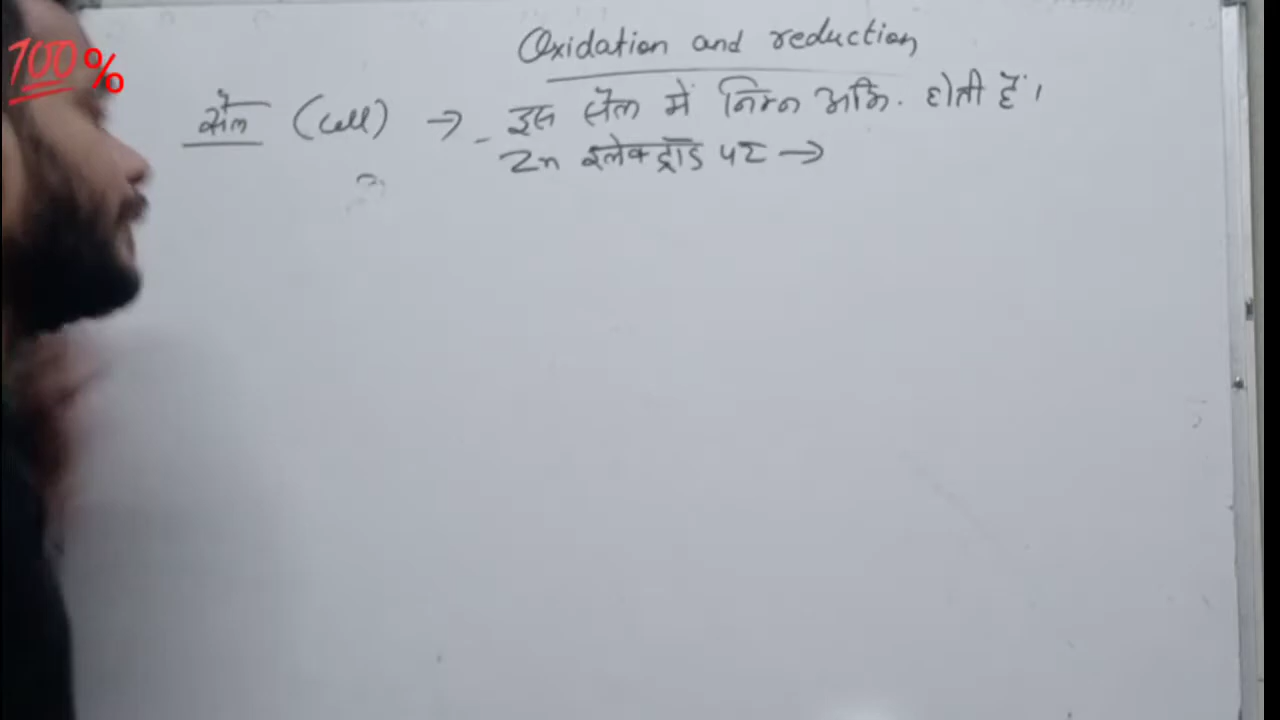 100%
Oxidation and reduction
सैल (Cell) → - इस सैल में निम्न अभि. होती हैं।
Zn इलेक्ट्रॉड पर →